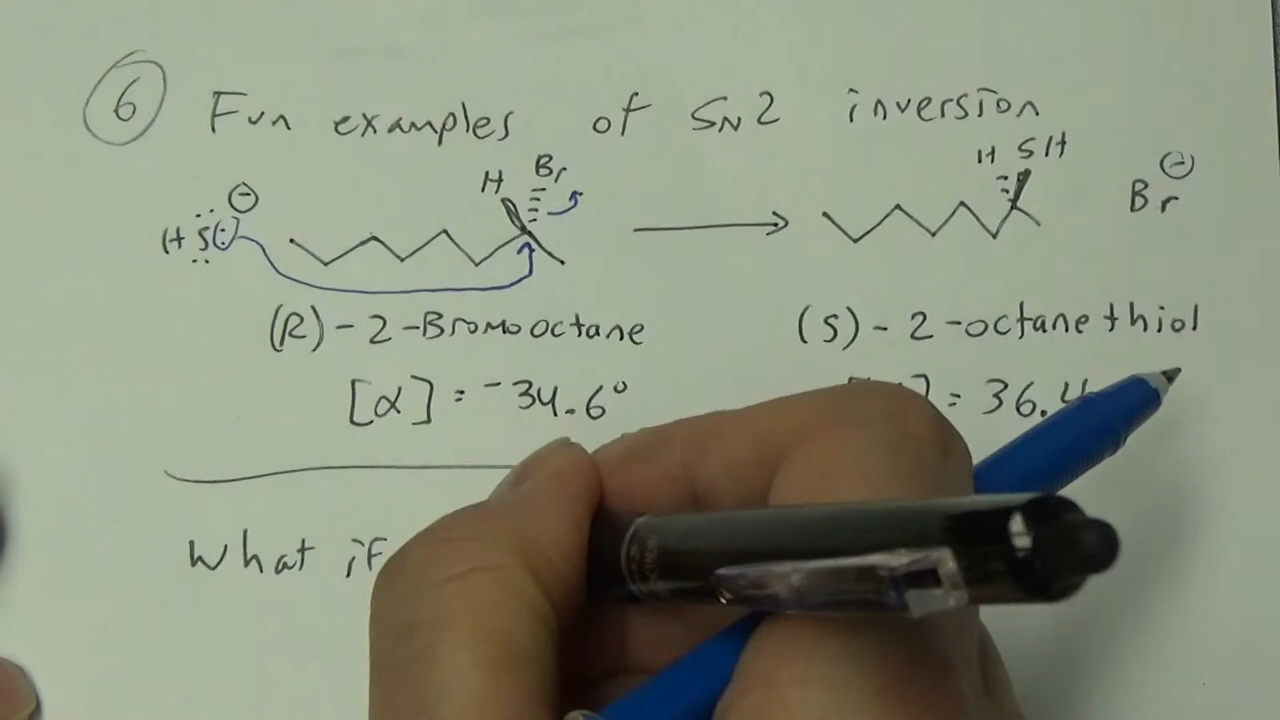 6 Fun examples of SN2 inversion
H Br H SH
⊖ Br ⊖
H S:
(R)-2-Bromooctane (S)-2-octanethiol
[α] = -34.6° ] = 36.4
What if